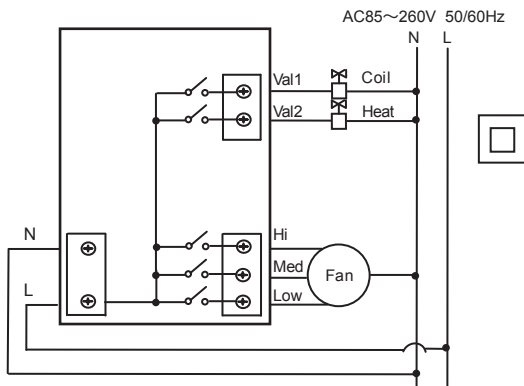 AC85～260V 50/60Hz
N L
Val1 Coil
Val2 Heat
N
Hi
Med
Fan
L
Low